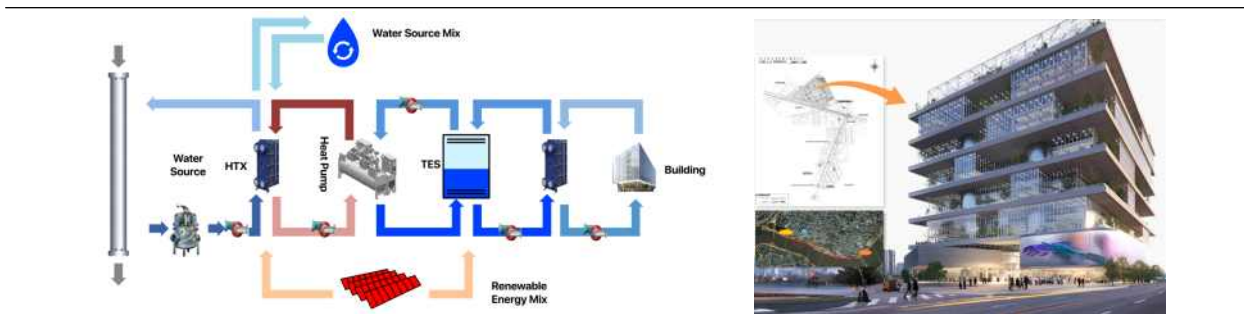 Water Source Mix
Water
Source
HTX
Heat Pump
TES
Building
Renewable
Energy Mix